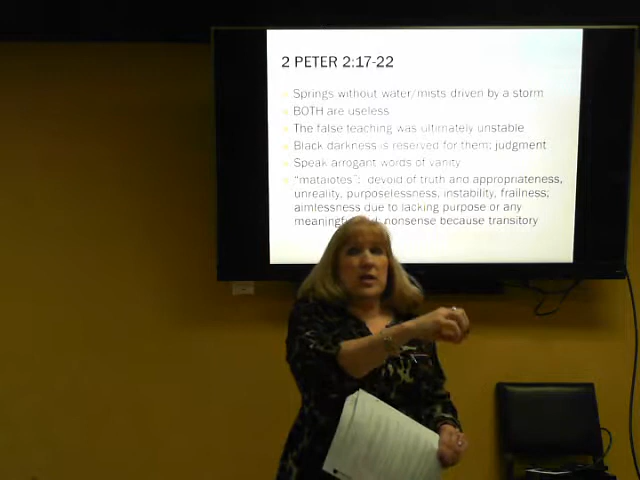 2 PETER 2:17-22
Springs without water/mists driven by a storm
BOTH are useless
The false teaching was ultimately unstable
Black darkness is reserved for them; judgment
Speak arrogant words of vanity
"mataiotes": devoid of truth and appropriateness,
unreality, purposelessness, instability, frailness;
aimlessness due to lacking purpose or any
meaningful nonsense because transitory